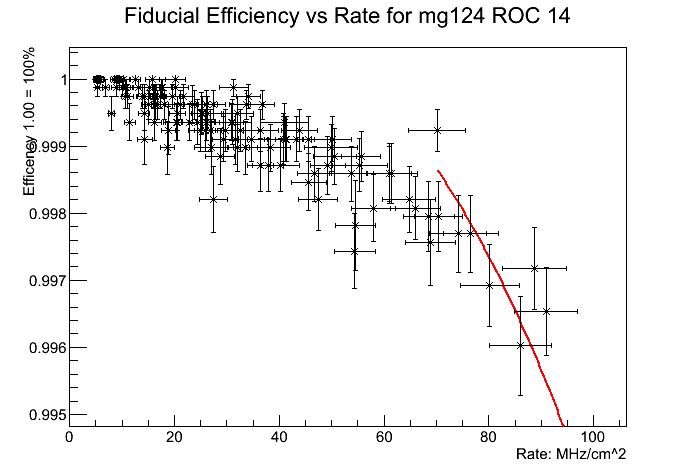 Fiducial Efficiency vs Rate for mg124 ROC 14
Efficency 1.00 = 100%
1
0.999
0.998
0.997
0.996
0.995
0 20 40 60 80 100
Rate: MHz/cm^2